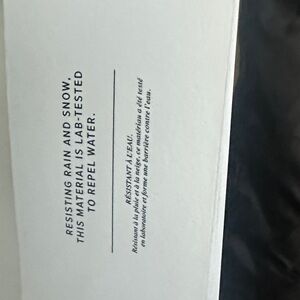 RESISTING RAIN AND SNOW,
THIS MATERIAL IS LAB-TESTED
TO REPEL WATER.
RÉSISTANT À L'EAU.
Résistant à la pluie et à la neige, ce matériau a été testé
en laboratoire et forme une barrière contre l'eau.